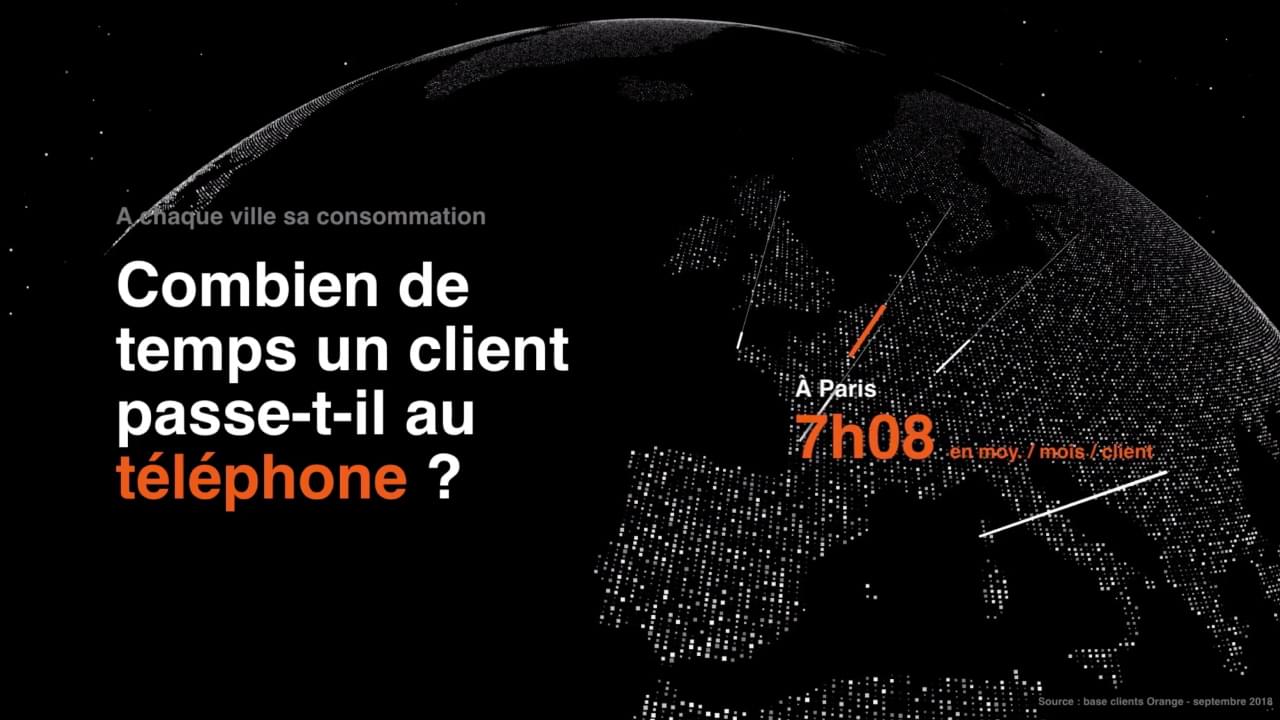 A chaque ville sa consommation
Combien de
temps un client
passe-t-il au
téléphone ?
À Paris
7h08 en moy. / mois / client
Source : base clients Orange - septembre 2018